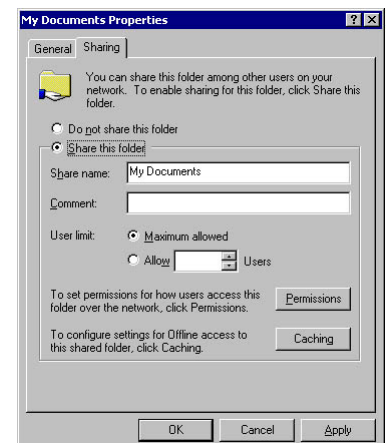 My Documents Properties
General Sharing
You can share this folder among other users on your
network. To enable sharing for this folder, click Share this
folder.
Do not share this folder
Share this folder
Share name: My Documents
Comment:
User limit: Maximum allowed
Allow Users
To set permissions for how users access this
folder over the network, click Permissions.
Permissions
To configure settings for Offline access to
this shared folder, click Caching.
Caching
OK Cancel Apply